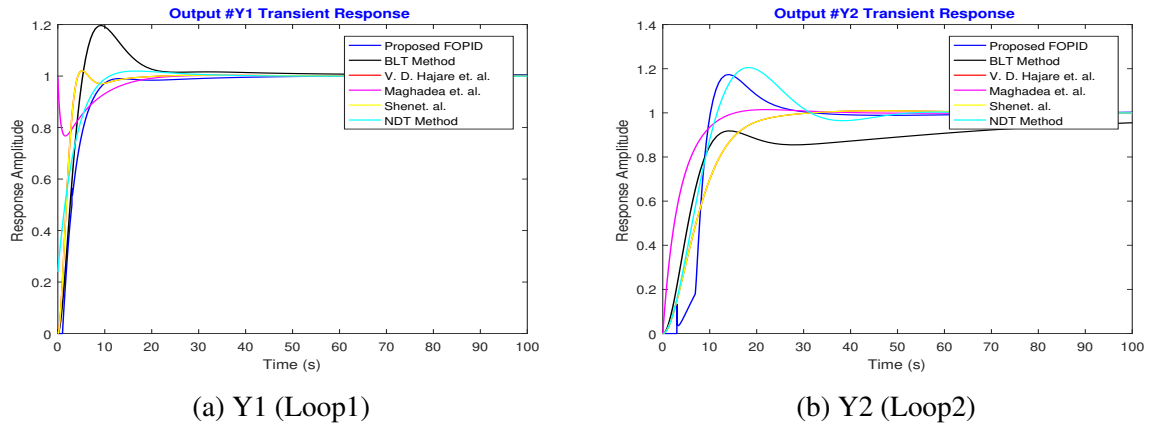 Output #Y1 Transient Response
Response Amplitude
1.2
1
0.8
0.6
0.4
0.2
0
0 10 20 30 40 50 60 70 80 90 100
Time (s)
Proposed FOPID
BLT Method
V. D. Hajare et. al.
Maghadea et. al.
Shenet. al.
NDT Method
(a) Y1 (Loop1)
Output #Y2 Transient Response
Response Amplitude
1.4
1.2
1
0.8
0.6
0.4
0.2
0
0 10 20 30 40 50 60 70 80 90 100
Time (s)
Proposed FOPID
BLT Method
V. D. Hajare et. al.
Maghadea et. al.
Shenet. al.
NDT Method
(b) Y2 (Loop2)